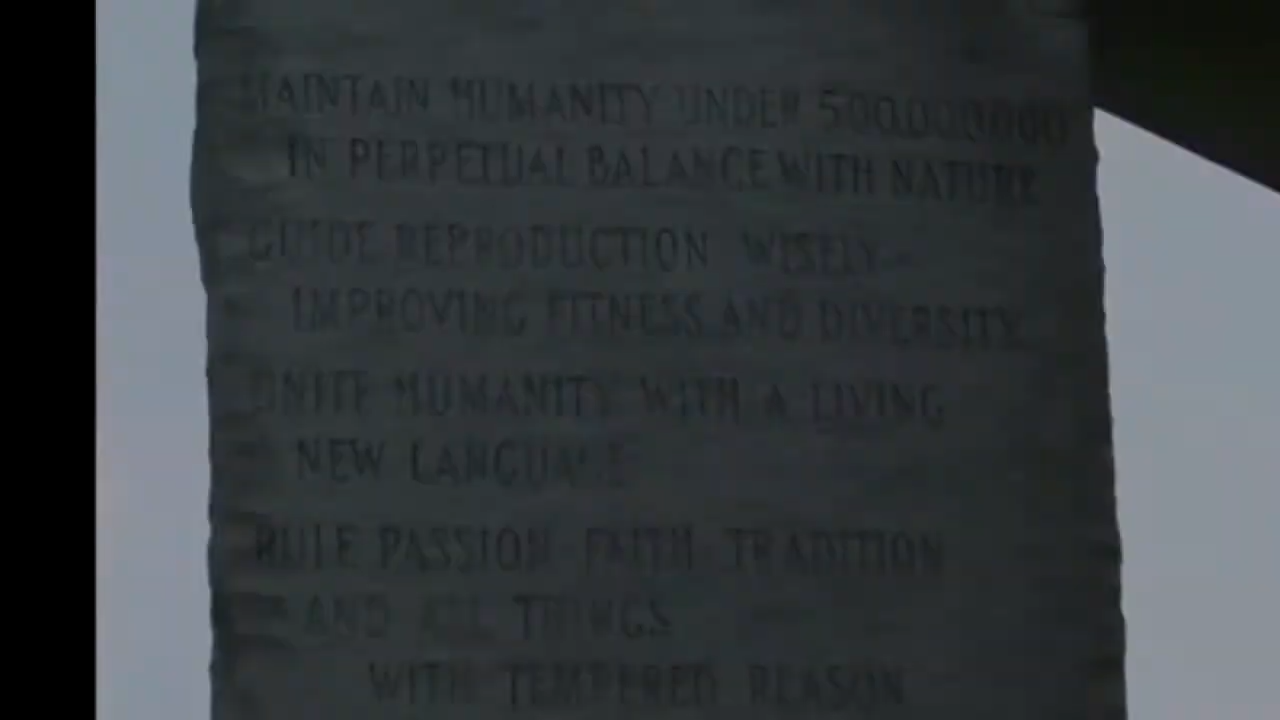 MAINTAIN HUMANITY UNDER 500,000,000
IN PERPETUAL BALANCE WITH NATURE
GUIDE REPRODUCTION WISELY-
IMPROVING FITNESS AND DIVERSITY
UNITE HUMANITY WITH A LIVING
NEW LANGUAGE
RULE PASSION FAITH TRADITION
AND ALL THINGS
WITH TEMPERED REASON